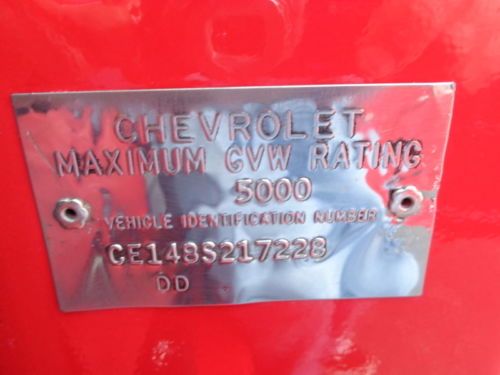 CHEVROLET
MAXIMUM GVW RATING
5000
VEHICLE IDENTIFICATION NUMBER
CE148S217228
DD